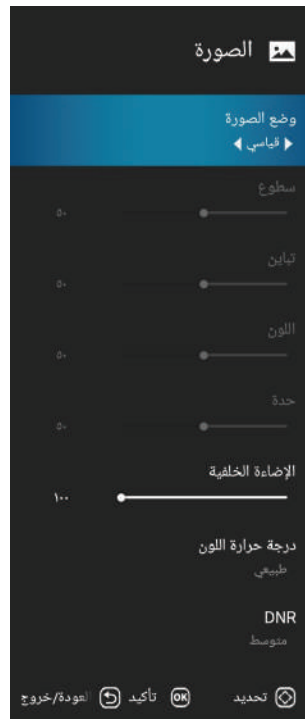 الصورة
وضع الصورة
قياسي
سطوع
٥٠
تباين
٥٠
اللون
٥٠
حدة
٥٠
الإضاءة الخلفية
١٠٠
درجة حرارة اللون
طبيعي
DNR
متوسط
تحديد OK تأكيد العودة/خروج